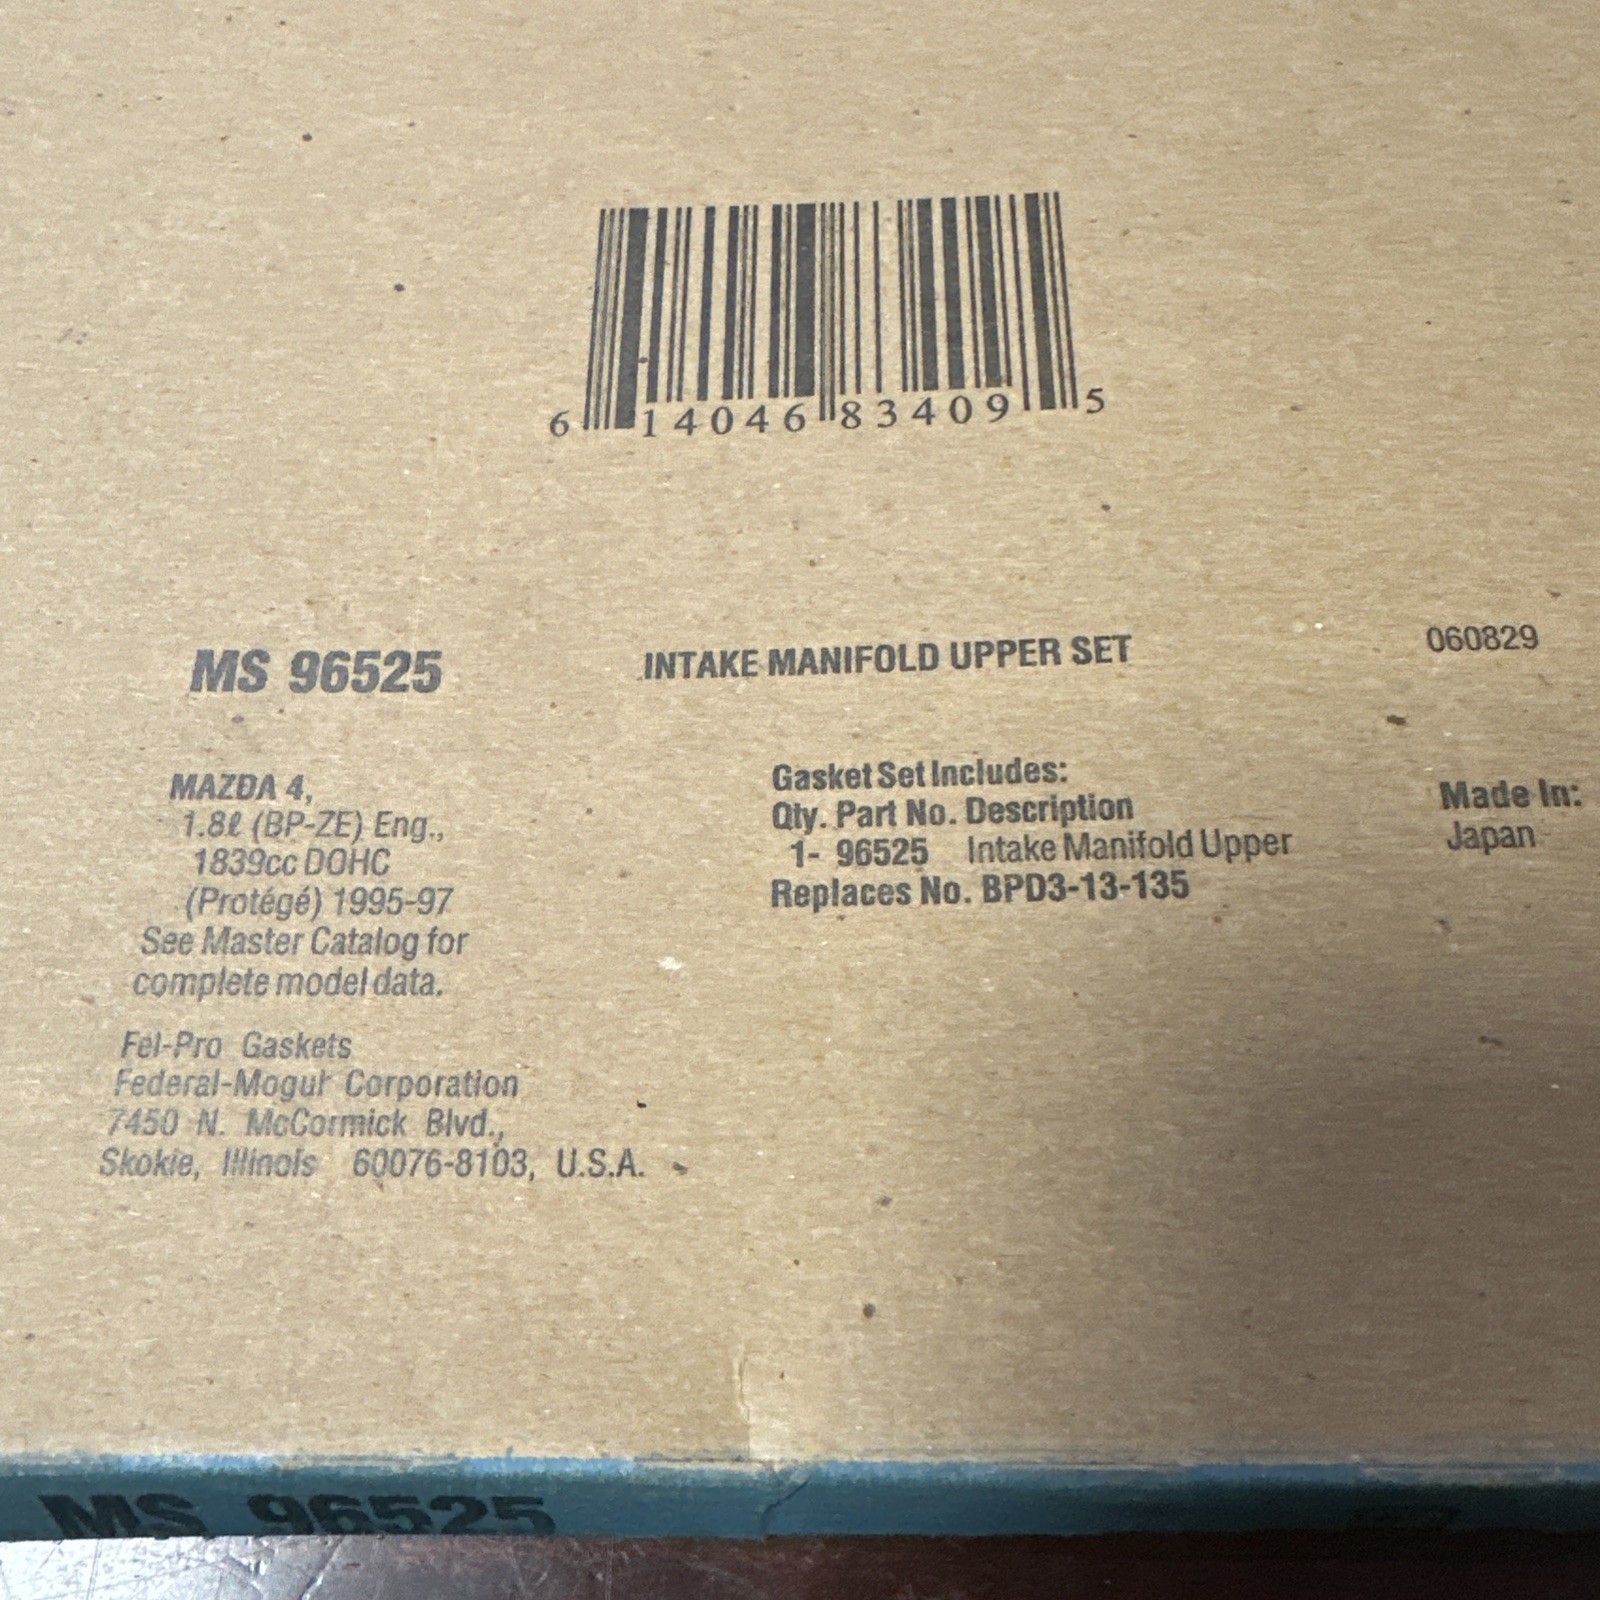 6 14046 83409 5
MS 96525
INTAKE MANIFOLD UPPER SET
060829
MAZDA 4,
1.8ℓ (BP-ZE) Eng.,
1839cc DOHC
(Protégé) 1995-97
See Master Catalog for
complete model data.
Gasket Set Includes:
Qty. Part No. Description
1- 96525 Intake Manifold Upper
Replaces No. BPD3-13-135
Made In:
Japan
Fel-Pro Gaskets
Federal-Mogul Corporation
7450 N. McCormick Blvd.,
Skokie, Illinois 60076-8103, U.S.A.
MS 96525